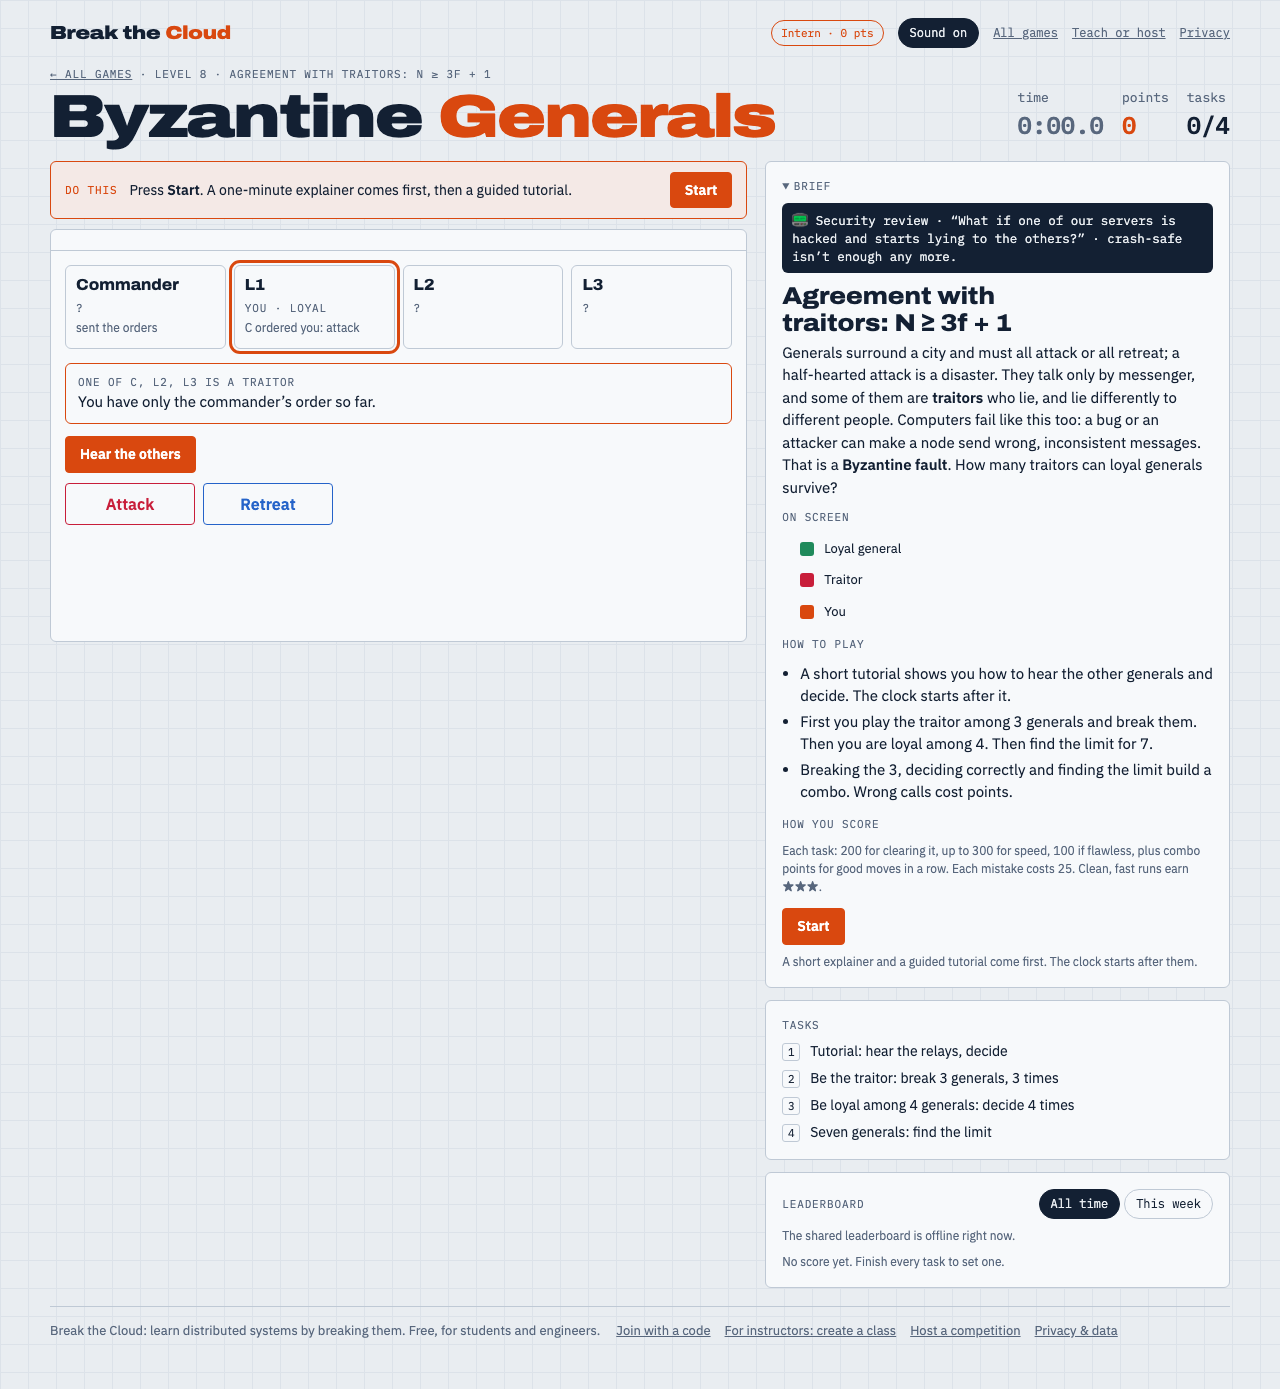 Break the Cloud
Intern · 0 pts
Sound on
All games
Teach or host
Privacy
← ALL GAMES · LEVEL 8 · AGREEMENT WITH TRAITORS: N ≥ 3F + 1
Byzantine Generals
time
0:00.0
points
0
tasks
0/4
DO THIS Press Start. A one-minute explainer comes first, then a guided tutorial.
Start
Commander
?
sent the orders
L1
YOU · LOYAL
C ordered you: attack
L2
?
L3
?
ONE OF C, L2, L3 IS A TRAITOR
You have only the commander’s order so far.
Hear the others
Attack
Retreat
▼ BRIEF
Security review · “What if one of our servers is
hacked and starts lying to the others?” · crash-safe
isn’t enough any more.
Agreement with
traitors: N ≥ 3f + 1
Generals surround a city and must all attack or all retreat; a
half-hearted attack is a disaster. They talk only by messenger,
and some of them are traitors who lie, and lie differently to
different people. Computers fail like this too: a bug or an
attacker can make a node send wrong, inconsistent messages.
That is a Byzantine fault. How many traitors can loyal generals
survive?
ON SCREEN
Loyal general
Traitor
You
HOW TO PLAY
• A short tutorial shows you how to hear the other generals and
decide. The clock starts after it.
• First you play the traitor among 3 generals and break them.
Then you are loyal among 4. Then find the limit for 7.
• Breaking the 3, deciding correctly and finding the limit build a
combo. Wrong calls cost points.
HOW YOU SCORE
Each task: 200 for clearing it, up to 300 for speed, 100 if flawless, plus combo
points for good moves in a row. Each mistake costs 25. Clean, fast runs earn
★★★.
Start
A short explainer and a guided tutorial come first. The clock starts after them.
TASKS
1 Tutorial: hear the relays, decide
2 Be the traitor: break 3 generals, 3 times
3 Be loyal among 4 generals: decide 4 times
4 Seven generals: find the limit
LEADERBOARD
All time
This week
The shared leaderboard is offline right now.
No score yet. Finish every task to set one.
Break the Cloud: learn distributed systems by breaking them. Free, for students and engineers.
Join with a code
For instructors: create a class
Host a competition
Privacy & data